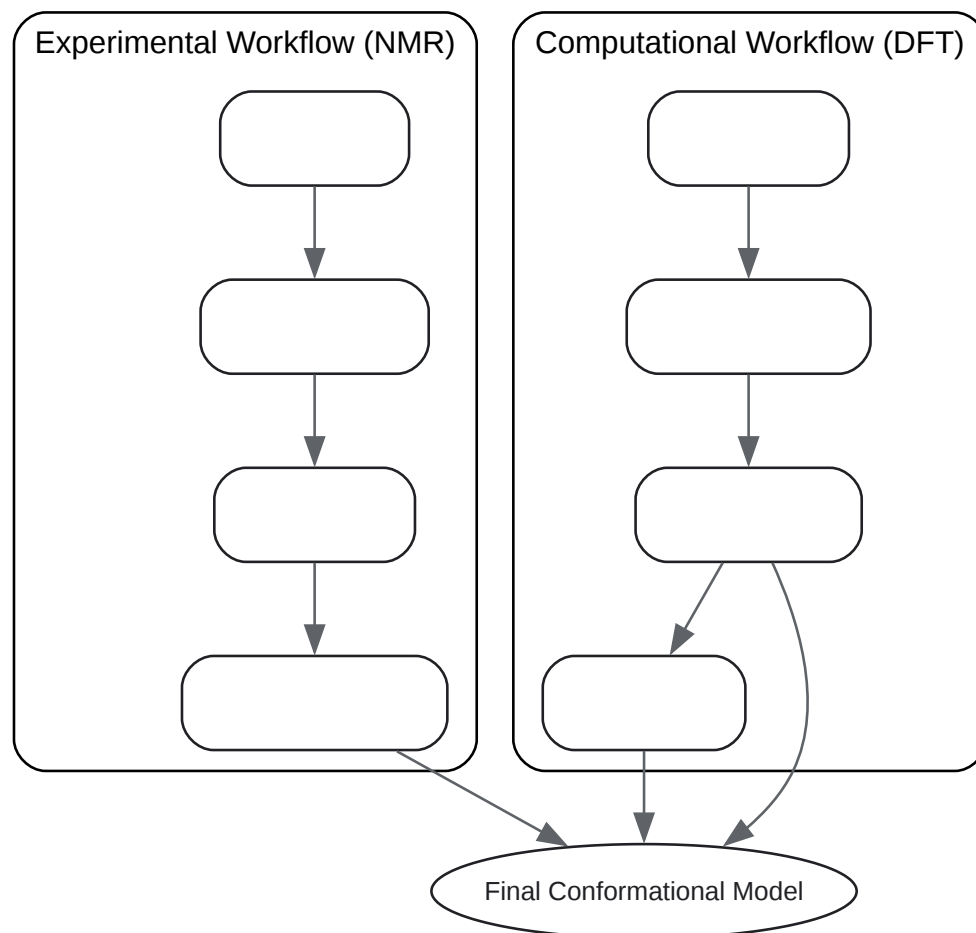 Experimental Workflow (NMR)
Computational Workflow (DFT)
Final Conformational Model